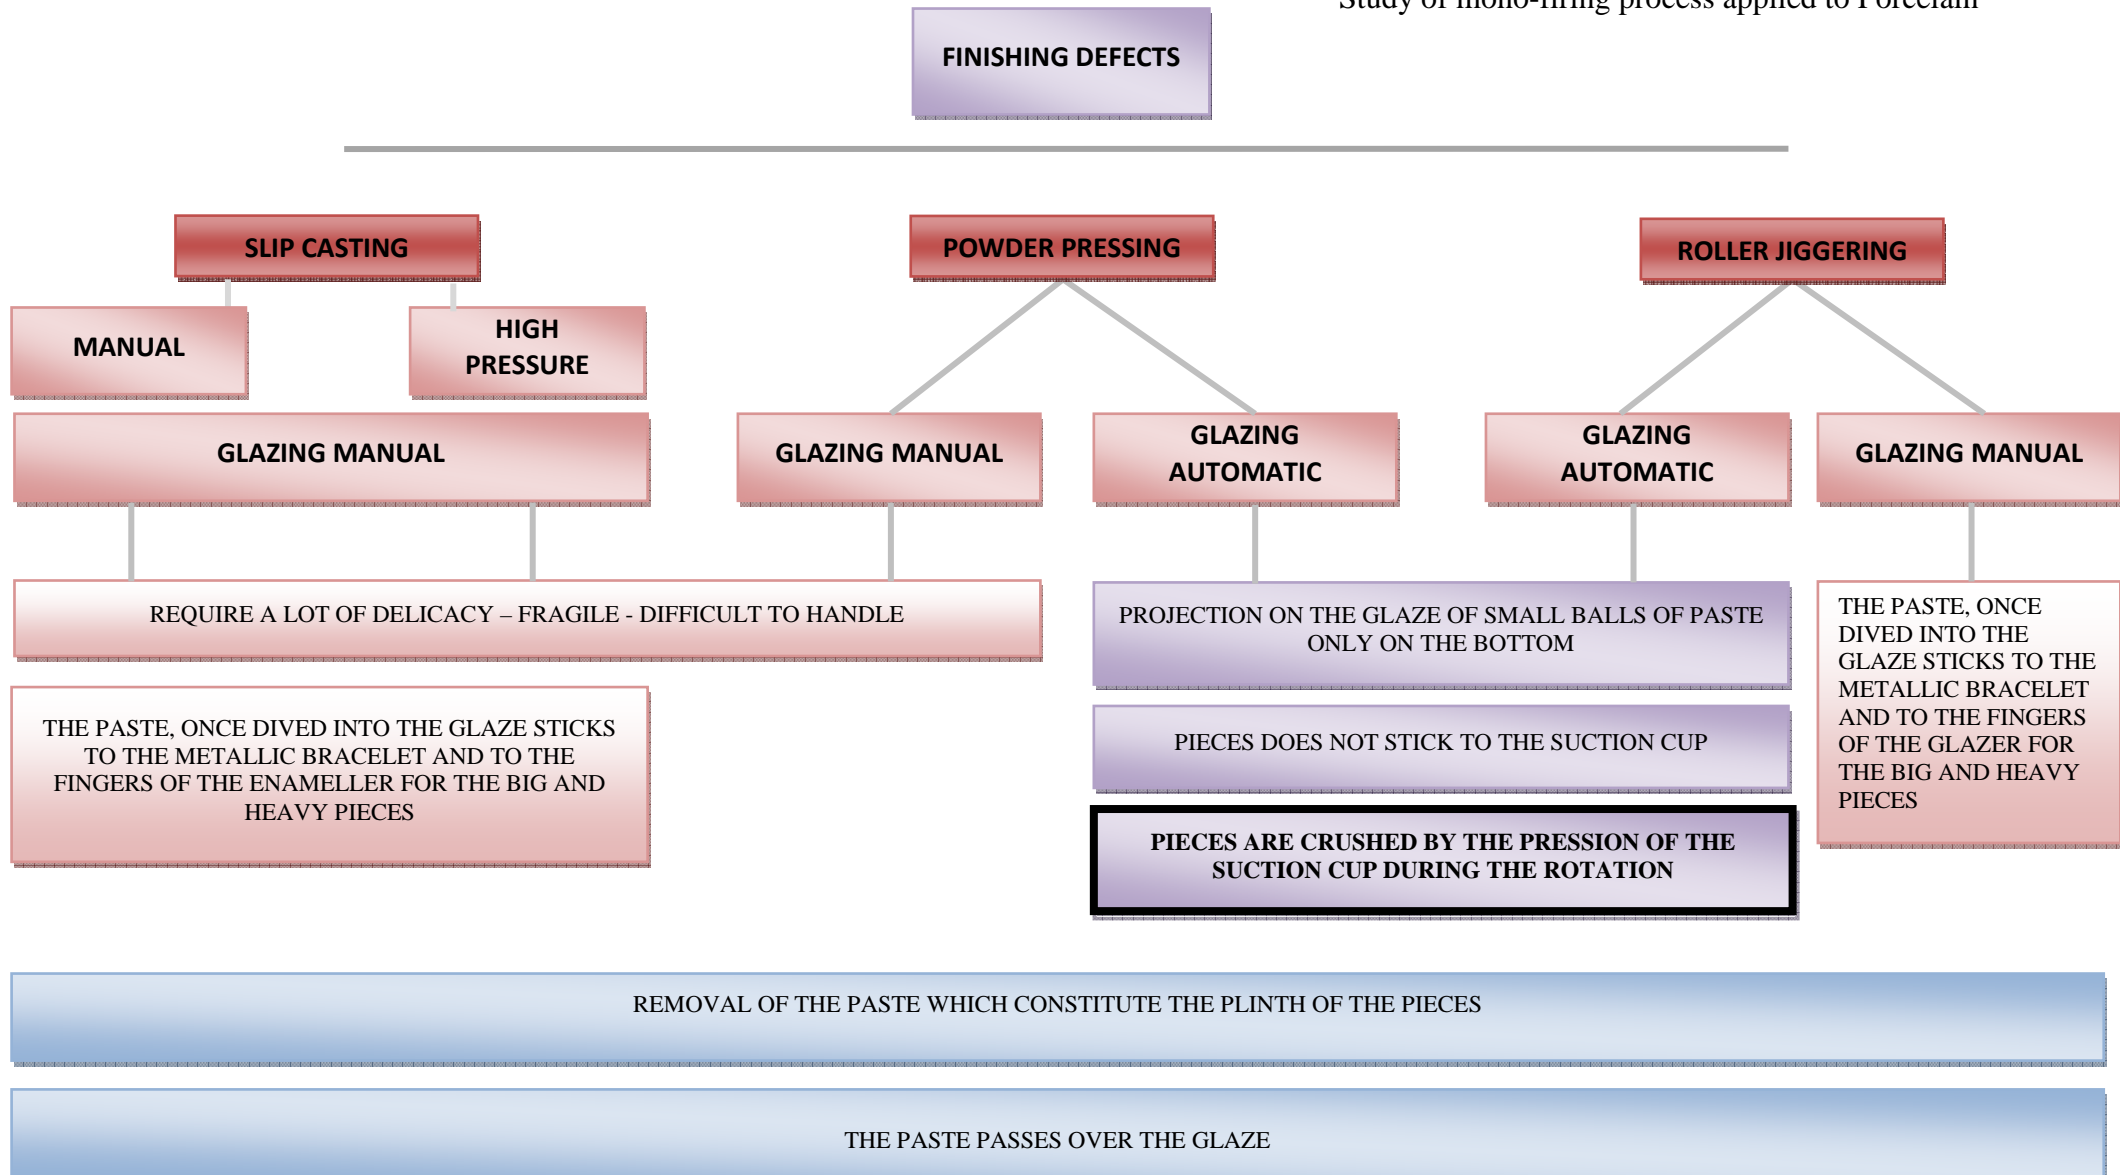 Study of mono-firing process applied to Porcelain
FINISHING DEFECTS
SLIP CASTING
POWDER PRESSING
ROLLER JIGGERING
MANUAL
HIGH
PRESSURE
GLAZING MANUAL
GLAZING MANUAL
GLAZING
AUTOMATIC
GLAZING
AUTOMATIC
GLAZING MANUAL
REQUIRE A LOT OF DELICACY – FRAGILE - DIFFICULT TO HANDLE
THE PASTE, ONCE DIVED INTO THE GLAZE STICKS
TO THE METALLIC BRACELET AND TO THE
FINGERS OF THE ENAMELLER FOR THE BIG AND
HEAVY PIECES
PROJECTION ON THE GLAZE OF SMALL BALLS OF PASTE
ONLY ON THE BOTTOM
PIECES DOES NOT STICK TO THE SUCTION CUP
PIECES ARE CRUSHED BY THE PRESSION OF THE
SUCTION CUP DURING THE ROTATION
THE PASTE, ONCE
DIVED INTO THE
GLAZE STICKS TO THE
METALLIC BRACELET
AND TO THE FINGERS
OF THE GLAZER FOR
THE BIG AND HEAVY
PIECES
REMOVAL OF THE PASTE WHICH CONSTITUTE THE PLINTH OF THE PIECES
THE PASTE PASSES OVER THE GLAZE